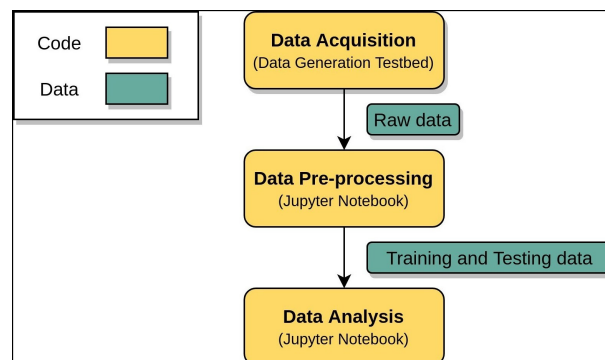 Code
Data
Data Acquisition
(Data Generation Testbed)
Raw data
Data Pre-processing
(Jupyter Notebook)
Training and Testing data
Data Analysis
(Jupyter Notebook)